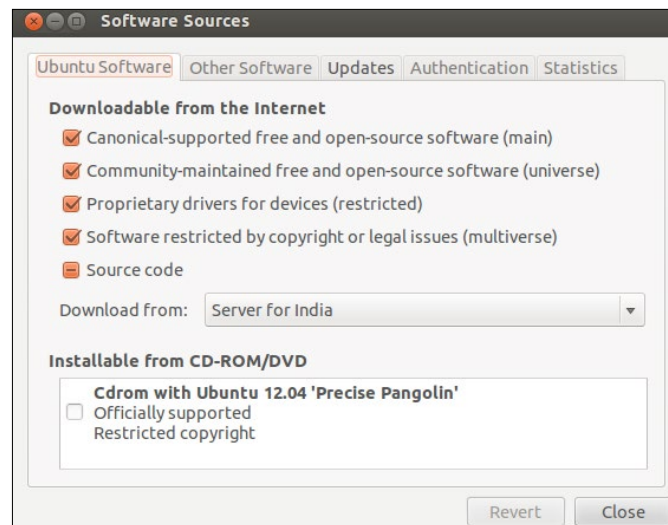 Software Sources
Ubuntu Software Other Software Updates Authentication Statistics
Downloadable from the Internet
Canonical-supported free and open-source software (main)
Community-maintained free and open-source software (universe)
Proprietary drivers for devices (restricted)
Software restricted by copyright or legal issues (multiverse)
Source code
Download from: Server for India
Installable from CD-ROM/DVD
Cdrom with Ubuntu 12.04 'Precise Pangolin'
Officially supported
Restricted copyright
Revert Close